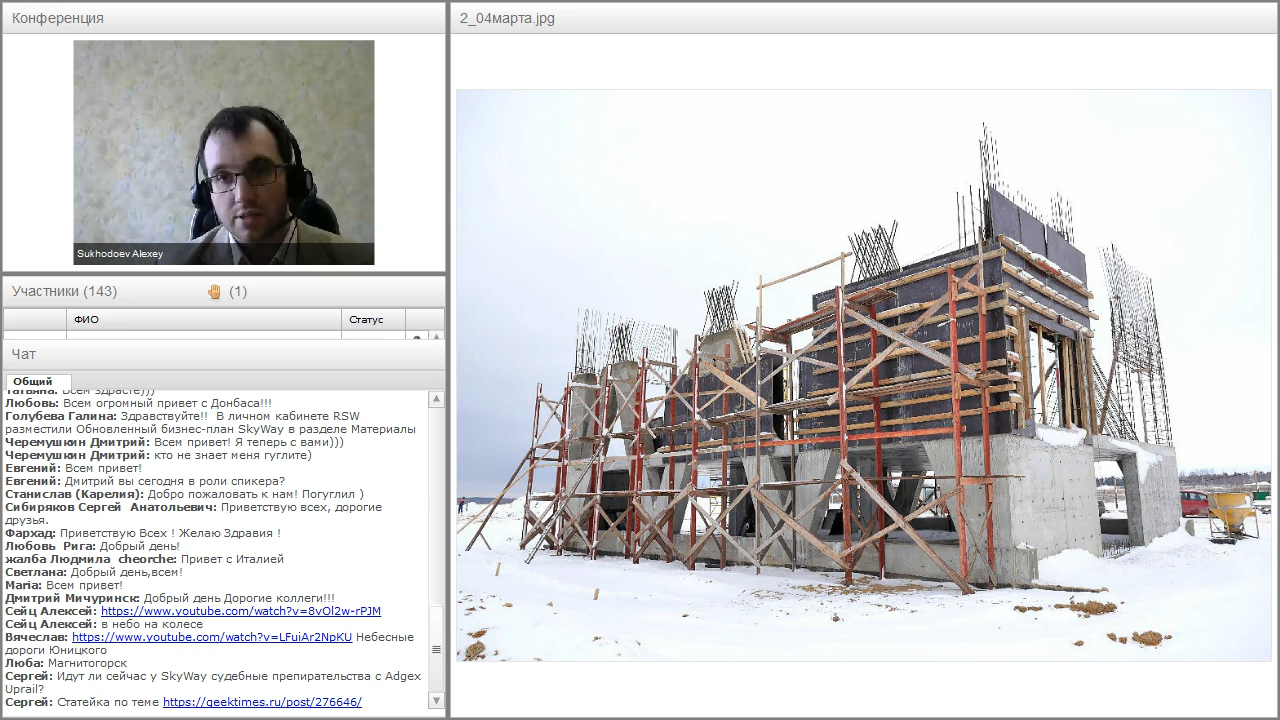 Конференция
Sukhodoev Alexey
Участники (143)
(1)
ФИО
Статус
Чат
Общий
Татьяна: Всем здрасте)))
Любовь: Всем огромный привет с Донбаса!!!
Голубева Галина: Здравствуйте!! В личном кабинете RSW
разместили Обновленный бизнес-план SkyWay в разделе Материалы
Черемушкин Дмитрий: Всем привет! Я теперь с вами)))
Черемушкин Дмитрий: кто не знает меня гуглите)
Евгений: Всем привет!
Евгений: Дмитрий вы сегодня в роли спикера?
Станислав (Карелия): Добро пожаловать к нам! Погуглил )
Сибиряков Сергей Анатольевич: Приветствую всех, дорогие
друзья.
Фархад: Приветствую Всех ! Желаю Здравия !
Любовь Рига: Добрый день!
жалба Людмила cheorche: Привет с Италией
Светлана: Добрый день,всем!
Maria: Всем привет!
Дмитрий Мичуринск: Добрый день Дорогие коллеги!!!
Сейц Алексей: https://www.youtube.com/watch?v=8vOl2w-rPJM
Сейц Алексей: в небо на колесе
Вячеслав: https://www.youtube.com/watch?v=LFuiAr2NpKU Небесные
дороги Юницкого
Люба: Магнитогорск
Сергей: Идут ли сейчас у SkyWay судебные препирательства с Adgex
Uprail?
Сергей: Статейка по теме https://geektimes.ru/post/276646/
2_04марта.jpg